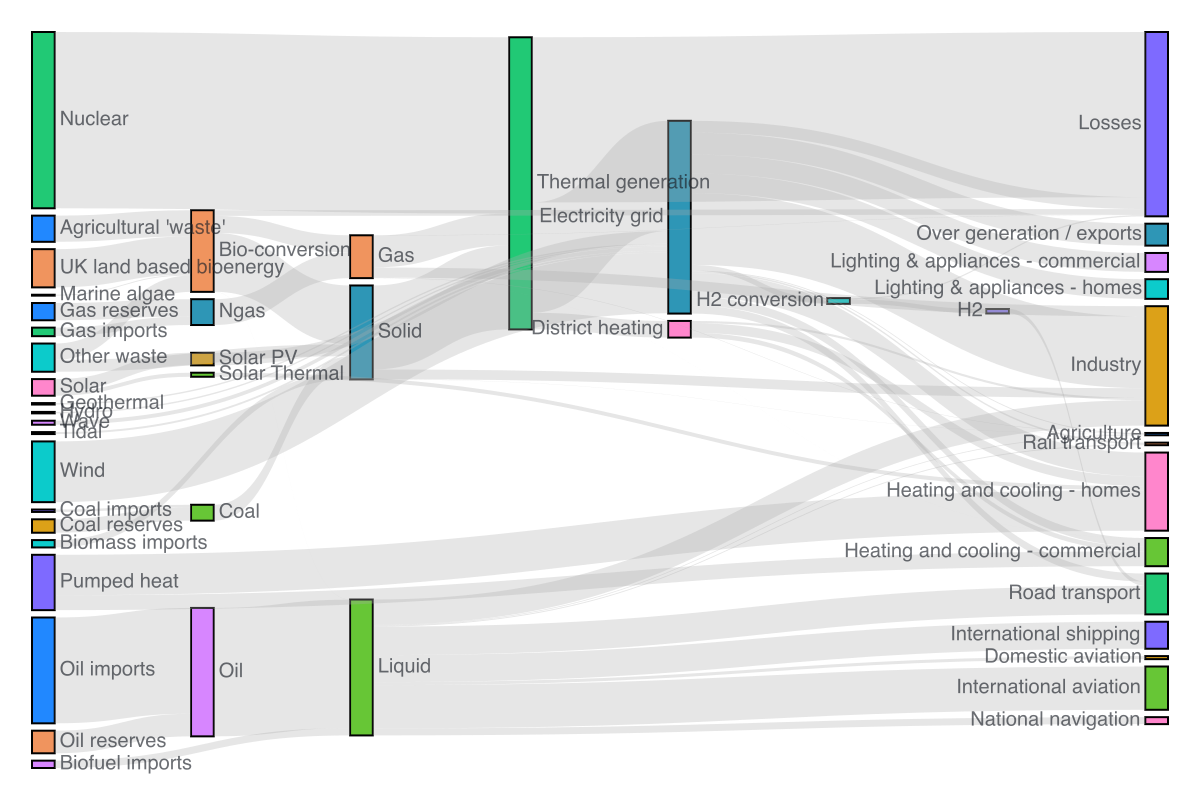 Nuclear
Agricultural 'waste'
UK land based bioenergy
Marine algae
Gas reserves
Gas imports
Other waste
Solar
Geothermal
Hydro
Wave
Tidal
Wind
Coal imports
Coal reserves
Biomass imports
Pumped heat
Oil imports
Oil reserves
Biofuel imports
Bio-conversion
Ngas
Solar PV
Solar Thermal
Coal
Oil
Gas
Solid
Liquid
Thermal generation
Electricity grid
District heating
H2 conversion
H2
Losses
Over generation / exports
Lighting & appliances - commercial
Lighting & appliances - homes
Industry
Agriculture
Rail transport
Heating and cooling - homes
Heating and cooling - commercial
Road transport
International shipping
Domestic aviation
International aviation
National navigation